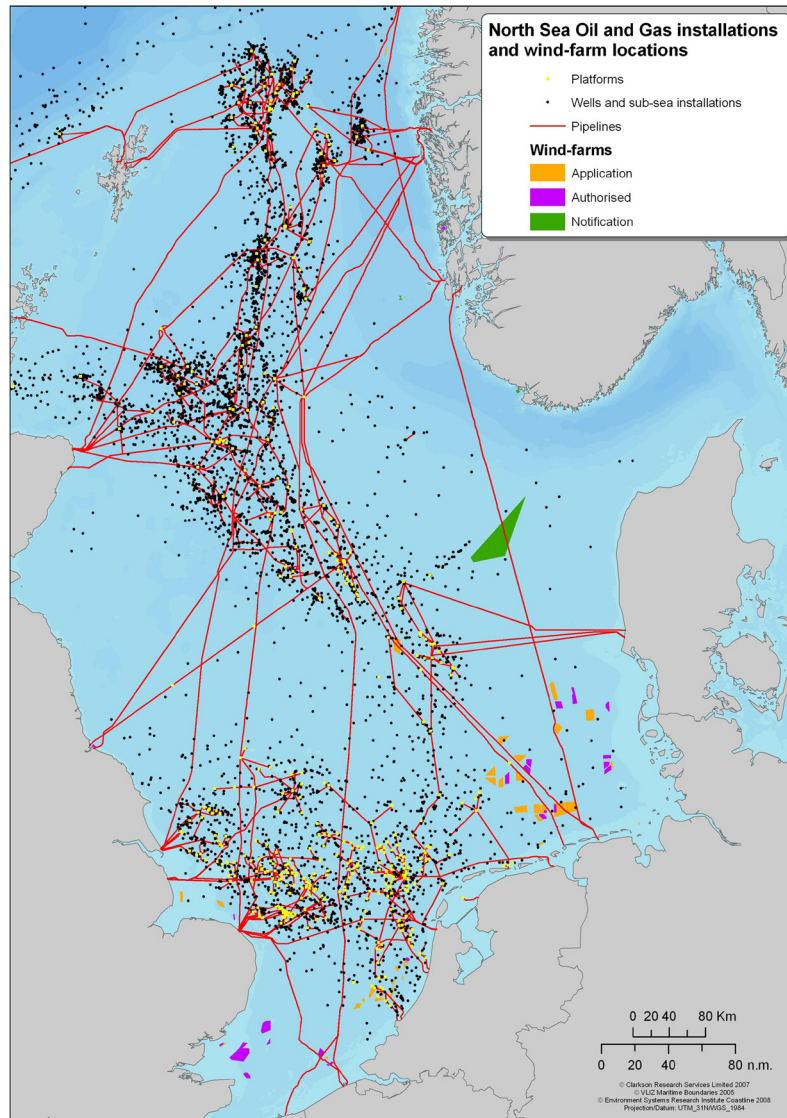 North Sea Oil and Gas installations
and wind-farm locations
Platforms
Wells and sub-sea installations
Pipelines
Wind-farms
Application
Authorised
Notification
0 20 40 80 Km
0 20 40 80 n.m.
© Clarkson Research Services Limited 2007
© VLIZ Maritime Boundaries 2005
© Environmental Systems Research Institute Coastline 2008
Projection/Datum: UTM_31N/WGS_1984